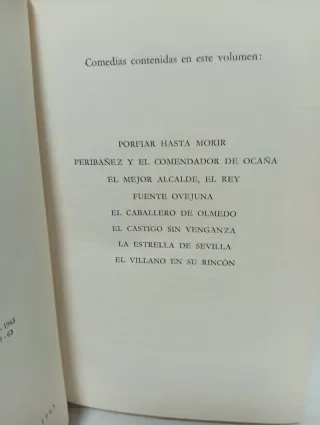 Comedias contenidas en este volumen:
PORFIAR HASTA MORIR
PERIBAÑEZ Y EL COMENDADOR DE OCAÑA
EL MEJOR ALCALDE, EL REY
FUENTE OVEJUNA
EL CABALLERO DE OLMEDO
EL CASTIGO SIN VENGANZA
LA ESTRELLA DE SEVILLA
EL VILLANO EN SU RINCÓN
1963